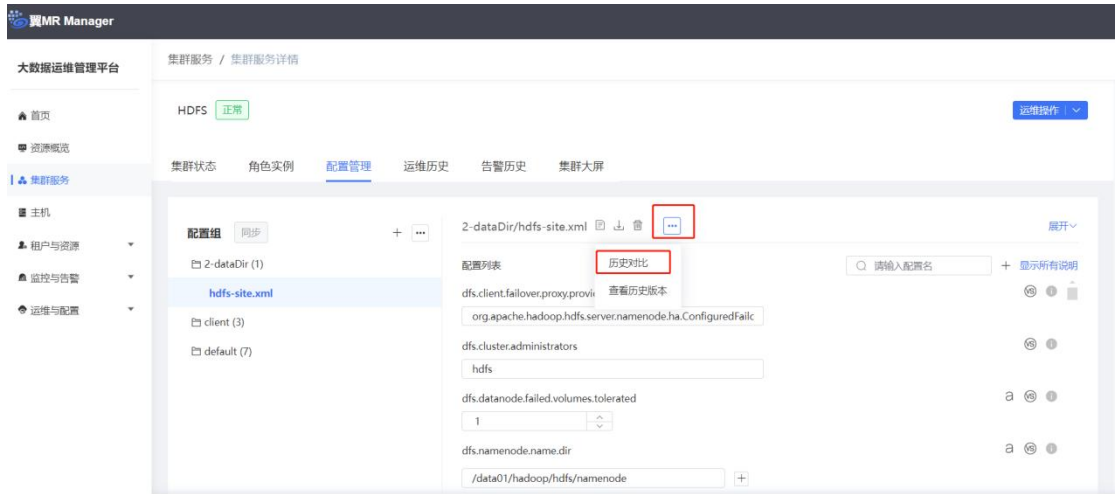 翼MR Manager
大数据运维管理平台
首页
资源概览
集群服务
主机
租户与资源
监控与告警
运维与配置
集群服务 / 集群服务详情
HDFS 正常
运维操作
集群状态 角色实例 配置管理 运维历史 告警历史 集群大屏
配置组 同步
2-dataDir (1)
hdfs-site.xml
client (3)
default (7)
2-dataDir/hdfs-site.xml
展开
历史对比
查看历史版本
配置列表
请输入配置名
显示所有说明
dfs.client.failover.proxy.provid
org.apache.hadoop.hdfs.server.namenode.ha.ConfiguredFailc
dfs.cluster.administrators
hdfs
dfs.datanode.failed.volumes.tolerated
1
dfs.namenode.name.dir
/data01/hadoop/hdfs/namenode